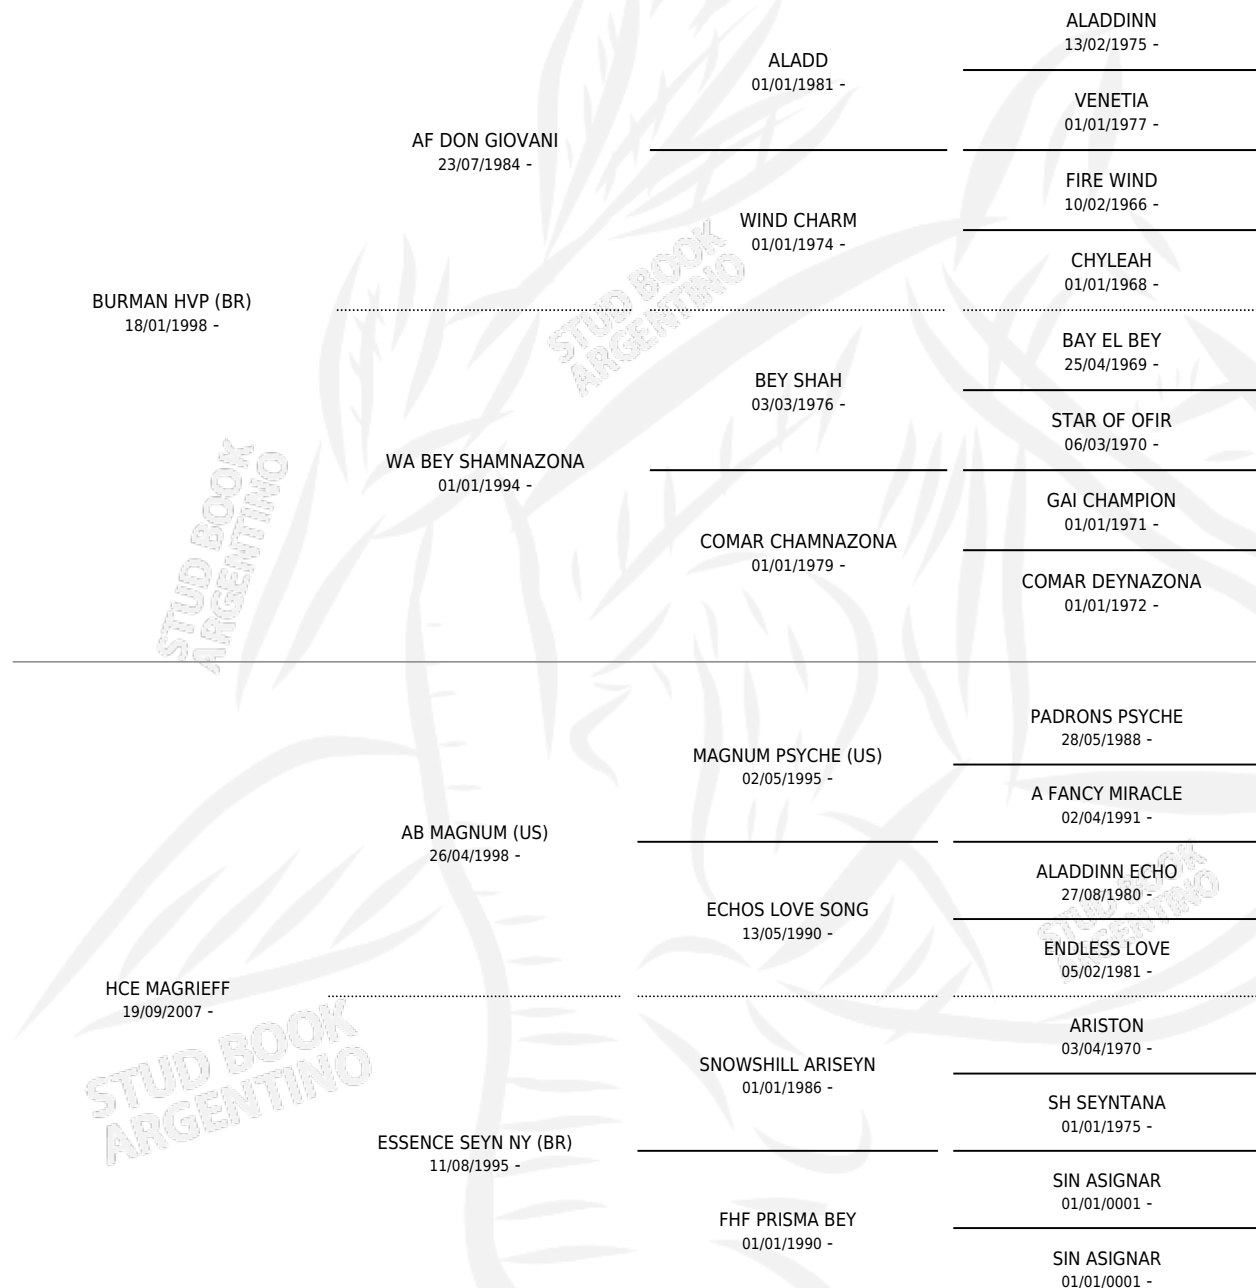 ALADDINN
13/02/1975 -
ALADD
01/01/1981 -
VENETIA
01/01/1977 -
AF DON GIOVANI
23/07/1984 -
FIRE WIND
10/02/1966 -
WIND CHARM
01/01/1974 -
CHYLEAH
01/01/1968 -
BURMAN HVP (BR)
18/01/1998 -
STUD BOOK
ARGENTINO
BAY EL BEY
25/04/1969 -
BEY SHAH
03/03/1976 -
STAR OF OFIR
06/03/1970 -
WA BEY SHAMNAZONA
01/01/1994 -
GAI CHAMPION
01/01/1971 -
COMAR CHAMNAZONA
01/01/1979 -
COMAR DEYNAZONA
01/01/1972 -
STUD BOOK
ARGENTINO
PADRONS PSYCHE
28/05/1988 -
MAGNUM PSYCHE (US)
02/05/1995 -
A FANCY MIRACLE
02/04/1991 -
AB MAGNUM (US)
26/04/1998 -
ALADDINN ECHO
27/08/1980 -
STUD BOOK
ARGENTINO
ECHOS LOVE SONG
13/05/1990 -
ENDLESS LOVE
05/02/1981 -
HCE MAGRIEFF
19/09/2007 -
STUD BOOK
ARGENTINO
ARISTON
03/04/1970 -
SNOWSHILL ARISEYN
01/01/1986 -
SH SEYNTANA
01/01/1975 -
ESSENCE SEYN NY (BR)
11/08/1995 -
SIN ASIGNAR
01/01/0001 -
FHF PRISMA BEY
01/01/1990 -
SIN ASIGNAR
01/01/0001 -